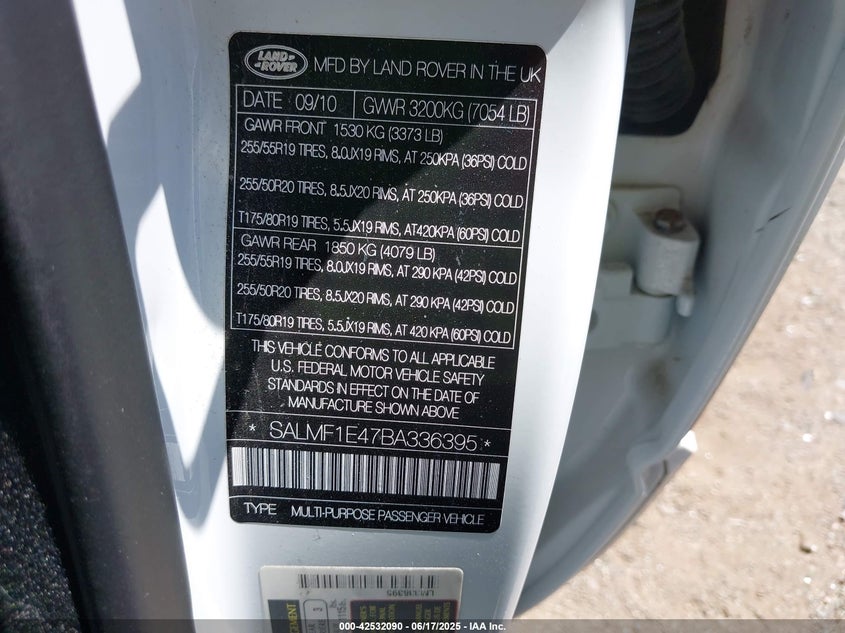 LAND ROVER
MFD BY LAND ROVER IN THE UK
DATE 09/10 GVWR 3200KG (7054 LB)
GAWR FRONT 1530 KG (3373 LB)
255/55R19 TIRES, 8.0JX19 RIMS, AT 250KPA (36PSI) COLD
255/50R20 TIRES, 8.5JX20 RIMS, AT 250KPA (36PSI) COLD
T175/80R19 TIRES, 5.5JX19 RIMS, AT420KPA (60PSI) COLD
GAWR REAR 1850 KG (4079 LB)
255/55R19 TIRES, 8.0JX19 RIMS, AT 290 KPA (42PSI) COLD
255/50R20 TIRES, 8.5JX20 RIMS, AT 290 KPA (42PSI) COLD
T175/80R19 TIRES, 5.5JX19 RIMS, AT 420 KPA (60PSI) COLD
THIS VEHICLE CONFORMS TO ALL APPLICABLE
U.S. FEDERAL MOTOR VEHICLE SAFETY
STANDARDS IN EFFECT ON THE DATE OF
MANUFACTURE SHOWN ABOVE
* SALMF1E47BA336395 *
TYPE MULTI-PURPOSE PASSENGER VEHICLE
000-42532090 - 06/17/2025 - IAA Inc.